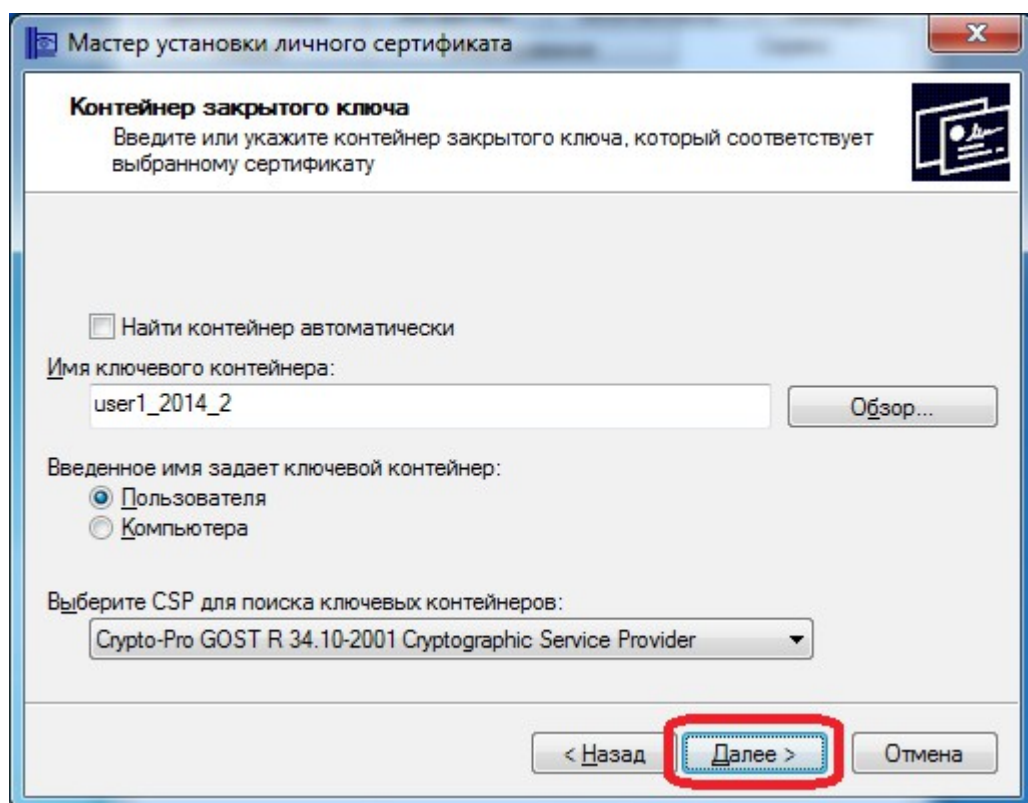 Мастер установки личного сертификата
Контейнер закрытого ключа
Введите или укажите контейнер закрытого ключа, который соответствует
выбранному сертификату
Найти контейнер автоматически
Имя ключевого контейнера:
user1_2014_2
Обзор...
Введенное имя задает ключевой контейнер:
Пользователя
Компьютера
Выберите CSP для поиска ключевых контейнеров:
Crypto-Pro GOST R 34.10-2001 Cryptographic Service Provider
< Назад
Далее >
Отмена